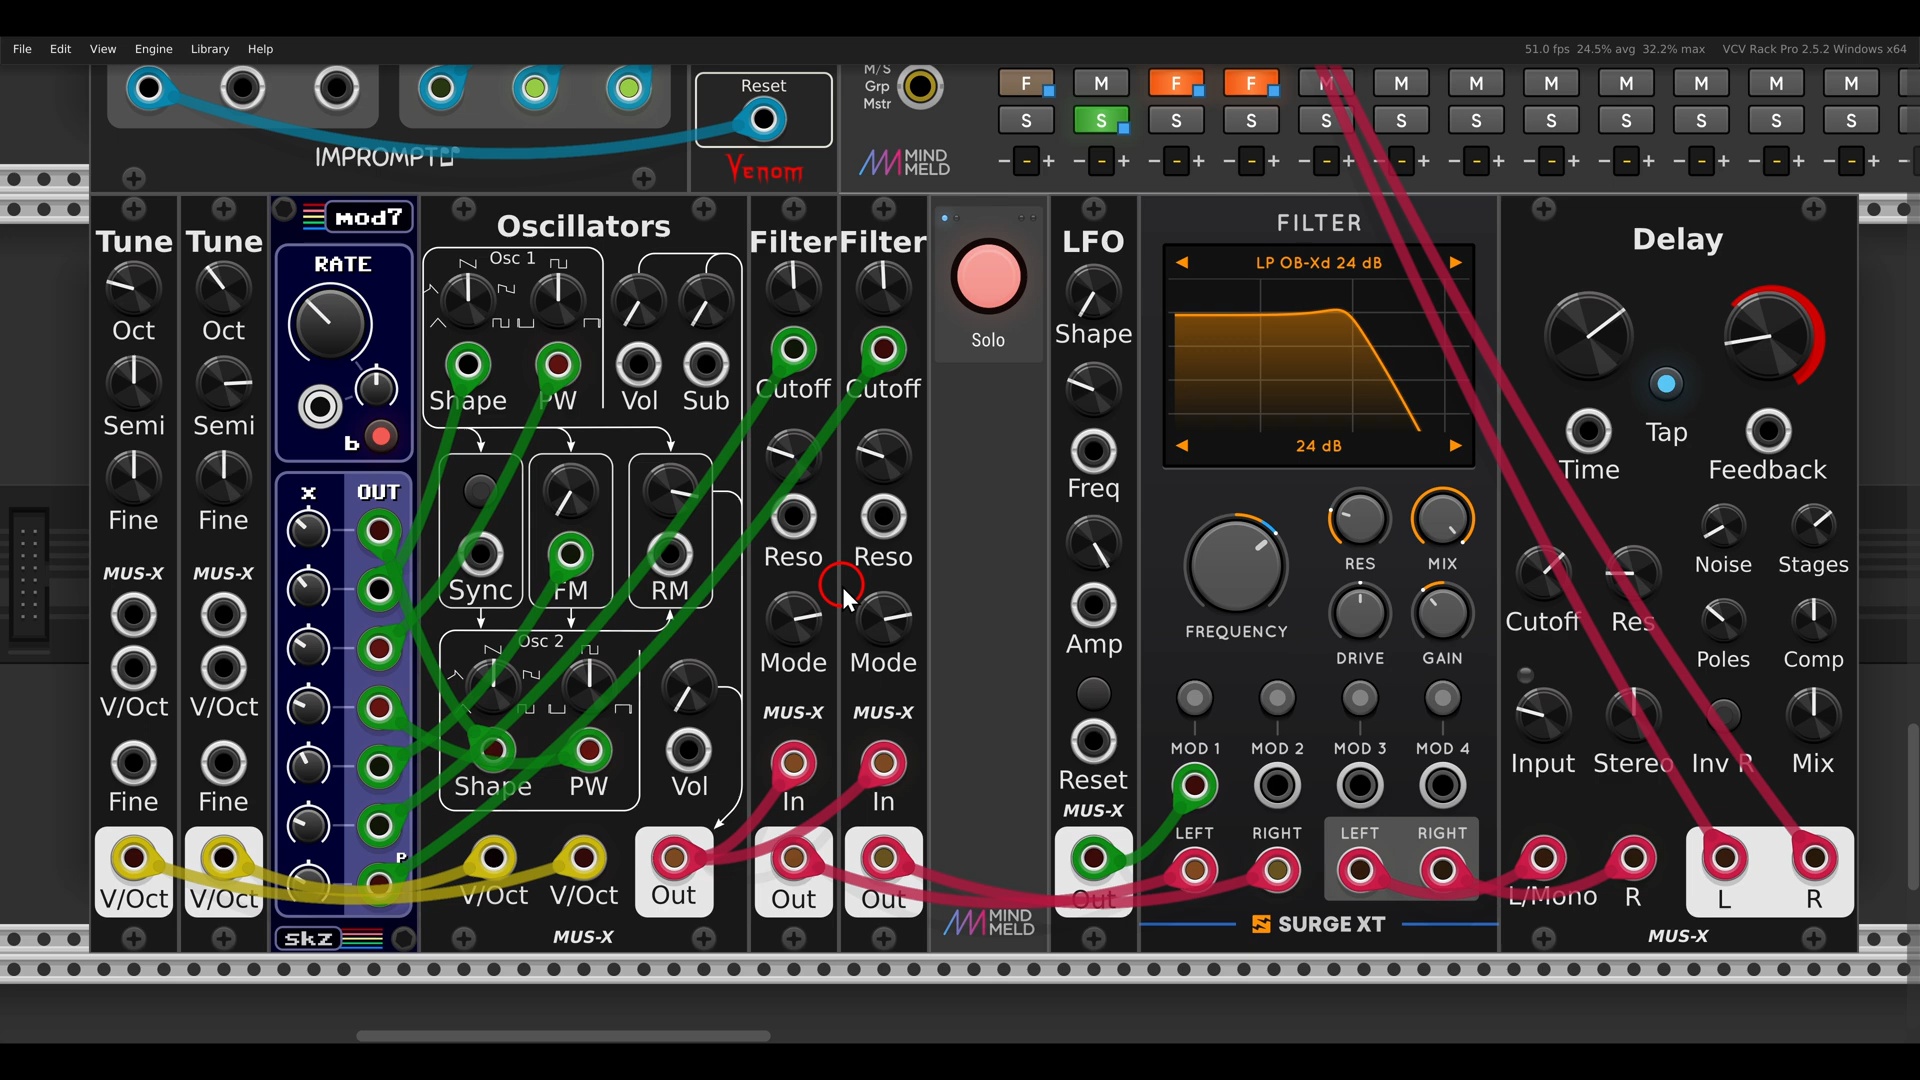 File Edit View Engine Library Help
51.0 fps 24.5% avg 32.2% max VCV Rack Pro 2.5.2 Windows x64
M/S
Grp
Mstr
F M F F M M M M M M M M
S S S S S S S S S S S S
- - + - - + - - + - - + - - + - - + - - + - - + - - + - - + - - + - - +
Reset
IMPROMPTU
Venom
MIND
MELD
Tune
Oct
Semi
Fine
MUS-X
V/Oct
Fine
V/Oct
Tune
Oct
Semi
Fine
MUS-X
V/Oct
Fine
V/Oct
mod7
RATE
b
x OUT
P
skz
Oscillators
Osc 1
Shape PW Vol Sub
Sync FM RM
Osc 2
Shape PW Vol
V/Oct V/Oct Out
MUS-X
Filter
Cutoff
Reso
Mode
MUS-X
In
Out
Filter
Cutoff
Reso
Mode
MUS-X
In
Out
Solo
MIND
MELD
LFO
Shape
Freq
Amp
Reset
MUS-X
Out
FILTER
LP OB-Xd 24 dB
24 dB
RES MIX
FREQUENCY
DRIVE GAIN
MOD 1 MOD 2 MOD 3 MOD 4
LEFT RIGHT LEFT RIGHT
SURGE XT
Delay
Tap
Time Feedback
Noise Stages
Cutoff Res
Poles Comp
Input Stereo Inv R Mix
L/Mono R L R
MUS-X